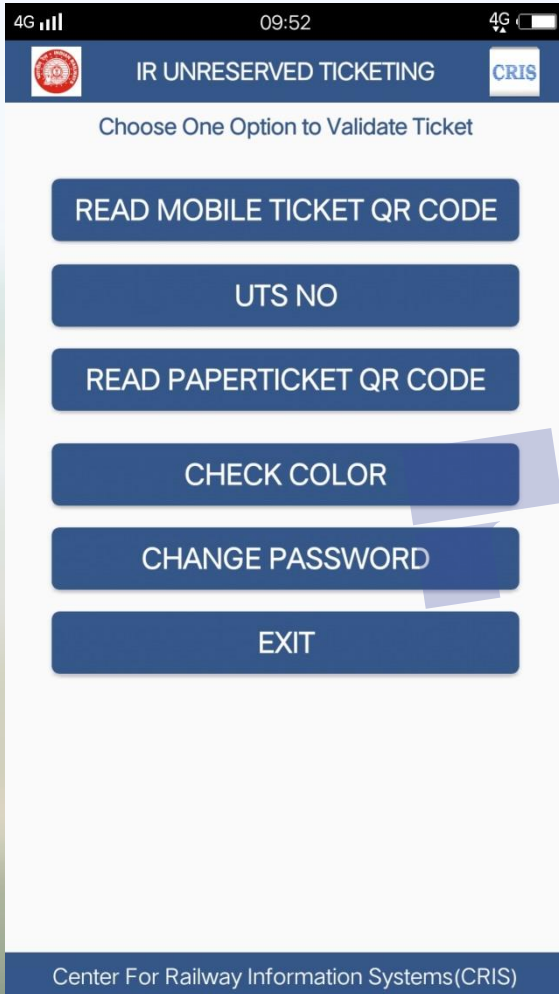 4G 09:52 4G
IR UNRESERVED TICKETING CRIS
Choose One Option to Validate Ticket
READ MOBILE TICKET QR CODE
UTS NO
READ PAPERTICKET QR CODE
CHECK COLOR
CHANGE PASSWORD
EXIT
Center For Railway Information Systems(CRIS)